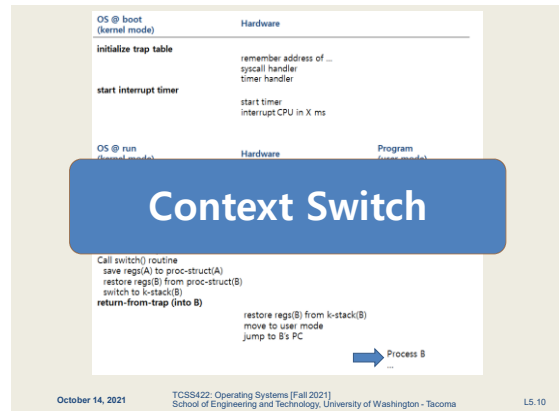 OS @ boot
(kernel mode)
Hardware
initialize trap table
remember address of ...
syscall handler
timer handler
start interrupt timer
start timer
interrupt CPU in X ms
OS @ run
(kernel mode)
Hardware
Program
(user mode)
Context Switch
Call switch() routine
save regs(A) to proc-struct(A)
restore regs(B) from proc-struct(B)
switch to k-stack(B)
return-from-trap (into B)
restore regs(B) from k-stack(B)
move to user mode
jump to B's PC
Process B
...
October 14, 2021
TCSS422: Operating Systems [Fall 2021]
School of Engineering and Technology, University of Washington - Tacoma
L5.10